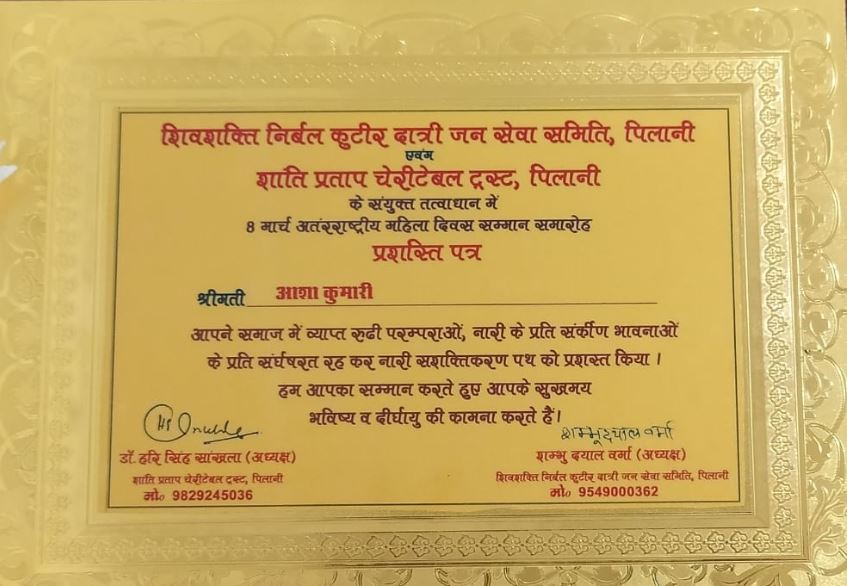 शिवशक्ति निर्बल कुटीर दात्री जन सेवा समिति, पिलानी
एवंम
शांति प्रताप चेरीटेबल ट्रस्ट, पिलानी
के संयुक्त तत्वाधान में
8 मार्च अतंरराष्ट्रीय महिला दिवस सम्मान समारोह
प्रशस्ति पत्र
श्रीमती आशा कुमारी
आपने समाज में व्याप्त रुढी परम्पराओं, नारी के प्रति संर्कीण भावनाओं
के प्रति संर्घषरत रह कर नारी सशक्तिकरण पथ को प्रशस्त किया ।
हम आपका सम्मान करते हुए आपके सुखमय
भविष्य व दीर्घायु की कामना करते हैं।
शम्भूदयाल वर्मा
डॉ. हरि सिंह सांखला (अध्यक्ष)
शांति प्रताप चेरीटेबल ट्रस्ट, पिलानी
मो॰ 9829245036
शम्भु दयाल वर्मा (अध्यक्ष)
शिवशक्ति निर्बल कुटीर दात्री जन सेवा समिति, पिलानी
मो॰ 9549000362